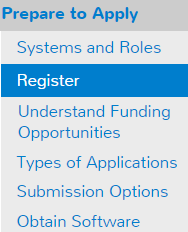 Prepare to Apply
Systems and Roles
Register
Understand Funding
Opportunities
Types of Applications
Submission Options
Obtain Software